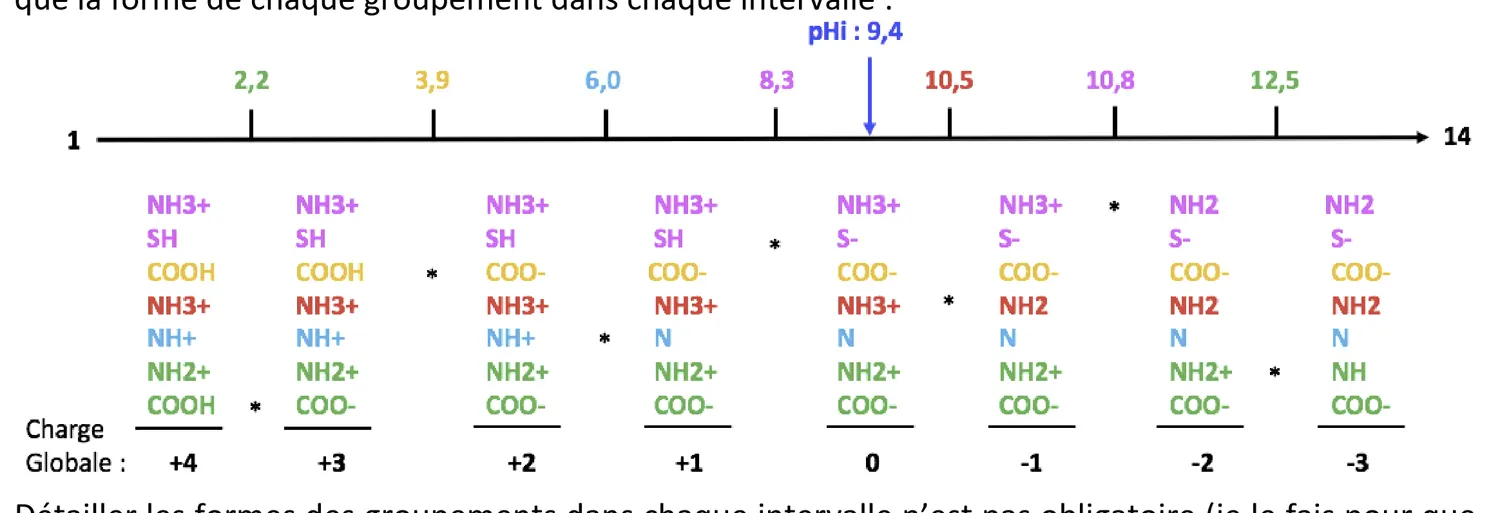 que la forme de chaque groupement dans chaque intervalle :
pHi : 9,4
2,2 3,9 6,0 8,3 10,5 10,8 12,5
1 14
NH3+ NH3+ NH3+ NH3+ NH3+ NH3+ * NH2 NH2
SH SH SH SH * S- S- S- S-
COOH COOH * COO- COO- COO- COO- COO- COO-
NH3+ NH3+ NH3+ NH3+ NH3+ * NH2 NH2 NH2
NH+ NH+ NH+ * N N N N N
NH2+ NH2+ NH2+ NH2+ NH2+ NH2+ NH2+ * NH
COOH * COO- COO- COO- COO- COO- COO- COO-
Charge
Globale : +4 +3 +2 +1 0 -1 -2 -3
Détailler les formes des groupements dans chaque intervalle n'est pas obligatoire (je le fais pour que